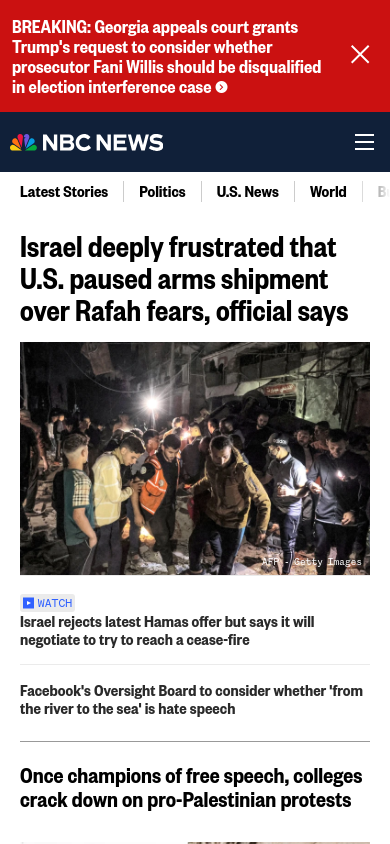 BREAKING: Georgia appeals court grants
Trump's request to consider whether
prosecutor Fani Willis should be disqualified
in election interference case
NBC NEWS
Latest Stories
Politics
U.S. News
World
Israel deeply frustrated that
U.S. paused arms shipment
over Rafah fears, official says
AFP - Getty Images
WATCH
Israel rejects latest Hamas offer but says it will
negotiate to try to reach a cease-fire
Facebook's Oversight Board to consider whether 'from
the river to the sea' is hate speech
Once champions of free speech, colleges
crack down on pro-Palestinian protests